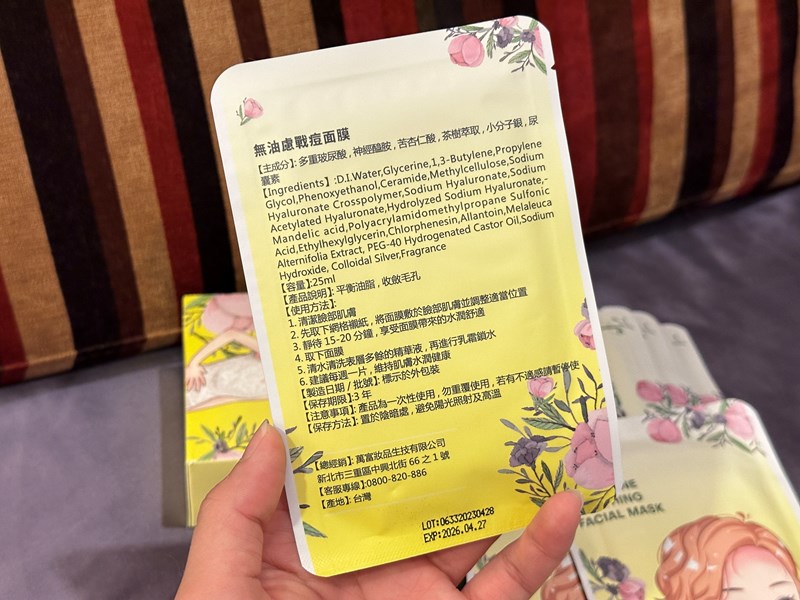 無油慮戰痘面膜
【主成分】: 多重玻尿酸 , 神經醯胺 , 苦杏仁酸 , 茶樹萃取 , 小分子銀 , 尿
囊素
【Ingredients】:D.I.Water,Glycerine,1,3-Butylene,Propylene
Glycol,Phenoxyethanol,Ceramide,Methylcellulose,Sodium
Hyaluronate Crosspolymer,Sodium Hyaluronate,Sodium
Acetylated Hyaluronate,Hydrolyzed Sodium Hyaluronate,-
Mandelic acid,Polyacrylamidomethylpropane Sulfonic
Acid,Ethylhexylglycerin,Chlorphenesin,Allantoin,Melaleuca
Alternifolia Extract, PEG-40 Hydrogenated Castor Oil,Sodium
Hydroxide, Colloidal Silver,Fragrance
【容量】:25ml
【產品說明】: 平衡油脂 , 收斂毛孔
【使用方法】:
1. 清潔臉部肌膚
2. 先取下網格襯紙 , 將面膜敷於臉部肌膚並調整適當位置
3. 靜待 15-20 分鐘 , 享受面膜帶來的水潤舒適
4. 取下面膜
5. 清水清洗表層多餘的精華液 , 再進行乳霜鎖水
6. 建議每週一片 , 維持肌膚水潤健康
【製造日期 / 批號】: 標示於外包裝
【保存期限】:3 年
【注意事項】: 產品為一次性使用 , 勿重覆使用 , 若有不適感請暫停使
【保存方法】: 置於陰暗處 , 避免陽光照射及高溫
【總經銷】: 萬富妝品生技有限公司
新北市三重區中興北街 66 之 1 號
【客服專線】:0800-820-886
【產地】: 台灣
LOT:063320230428
EXP:2026.04.27
FACIAL MASK